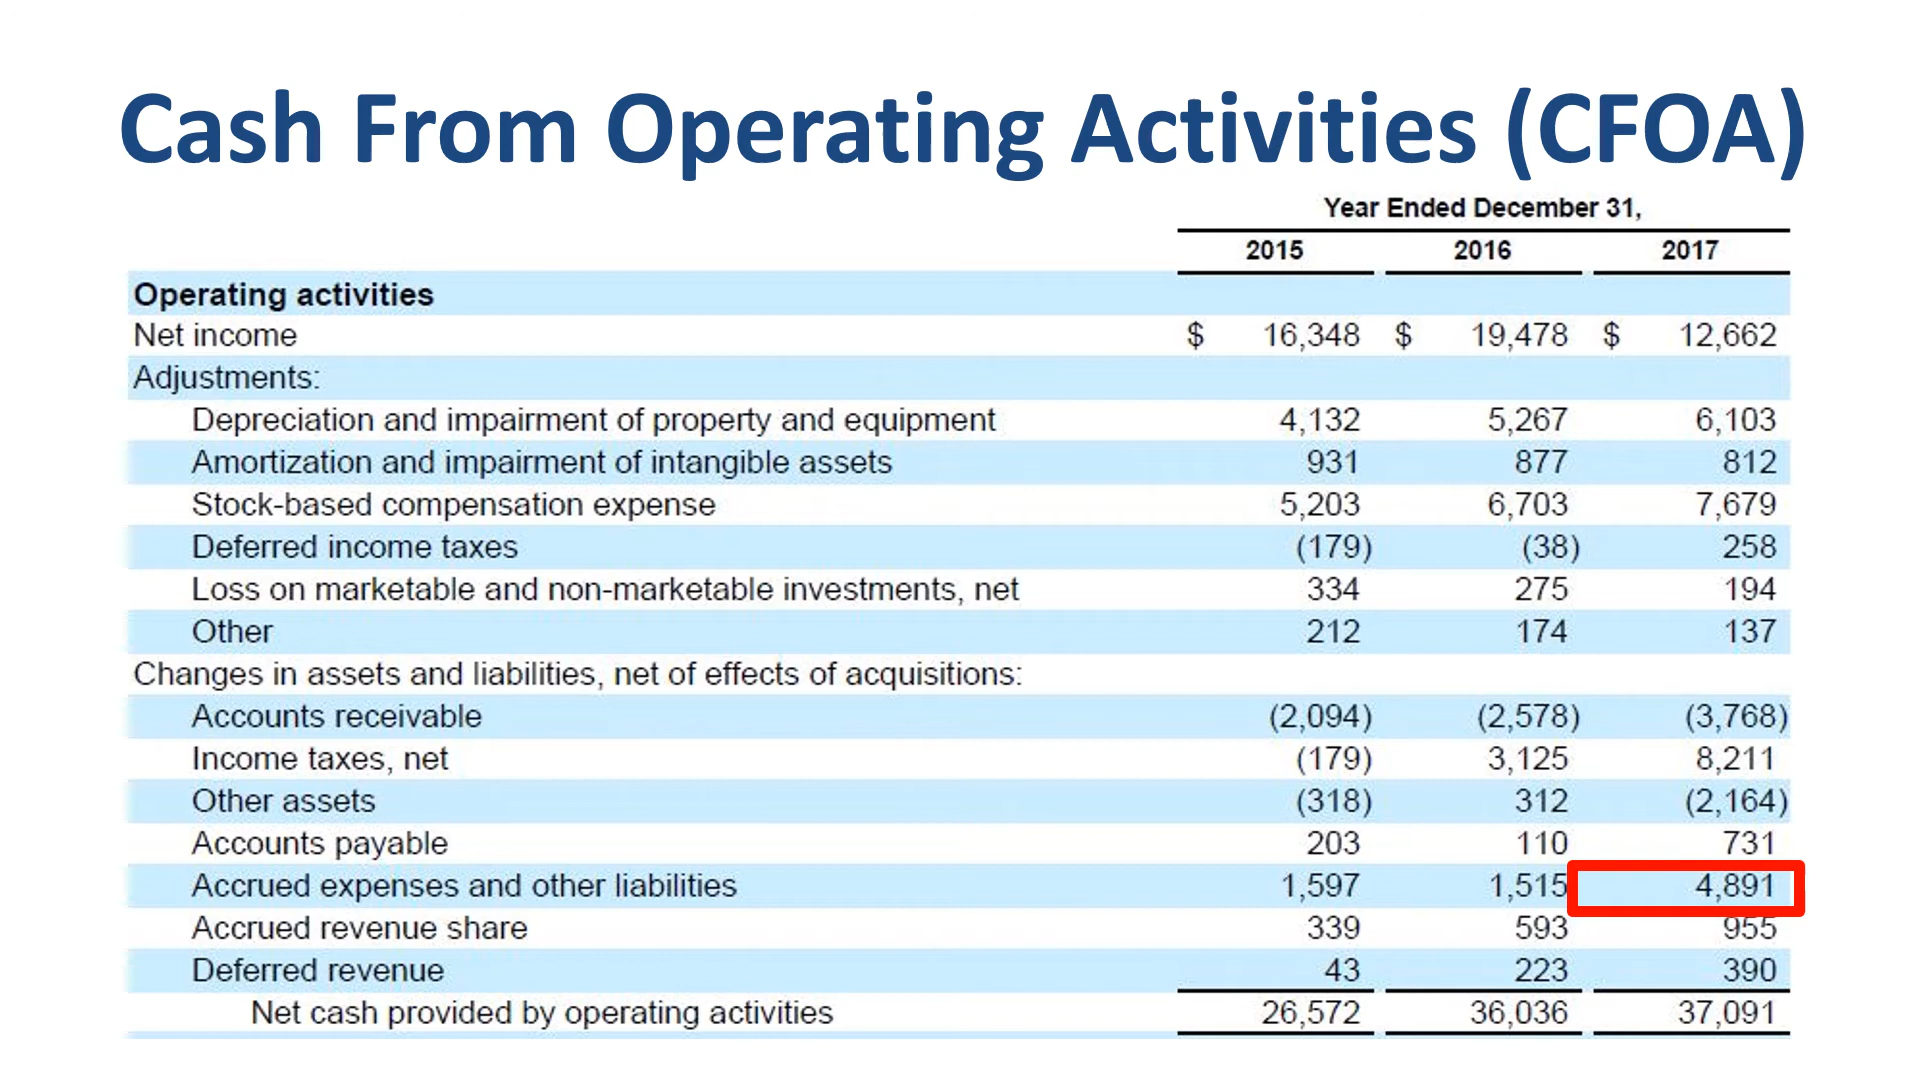 Cash From Operating Activities (CFOA)
Year Ended December 31,
2015 2016 2017
Operating activities
Net income $ 16,348 $ 19,478 $ 12,662
Adjustments:
Depreciation and impairment of property and equipment 4,132 5,267 6,103
Amortization and impairment of intangible assets 931 877 812
Stock-based compensation expense 5,203 6,703 7,679
Deferred income taxes (179) (38) 258
Loss on marketable and non-marketable investments, net 334 275 194
Other 212 174 137
Changes in assets and liabilities, net of effects of acquisitions:
Accounts receivable (2,094) (2,578) (3,768)
Income taxes, net (179) 3,125 8,211
Other assets (318) 312 (2,164)
Accounts payable 203 110 731
Accrued expenses and other liabilities 1,597 1,515 4,891
Accrued revenue share 339 593 955
Deferred revenue 43 223 390
Net cash provided by operating activities 26,572 36,036 37,091